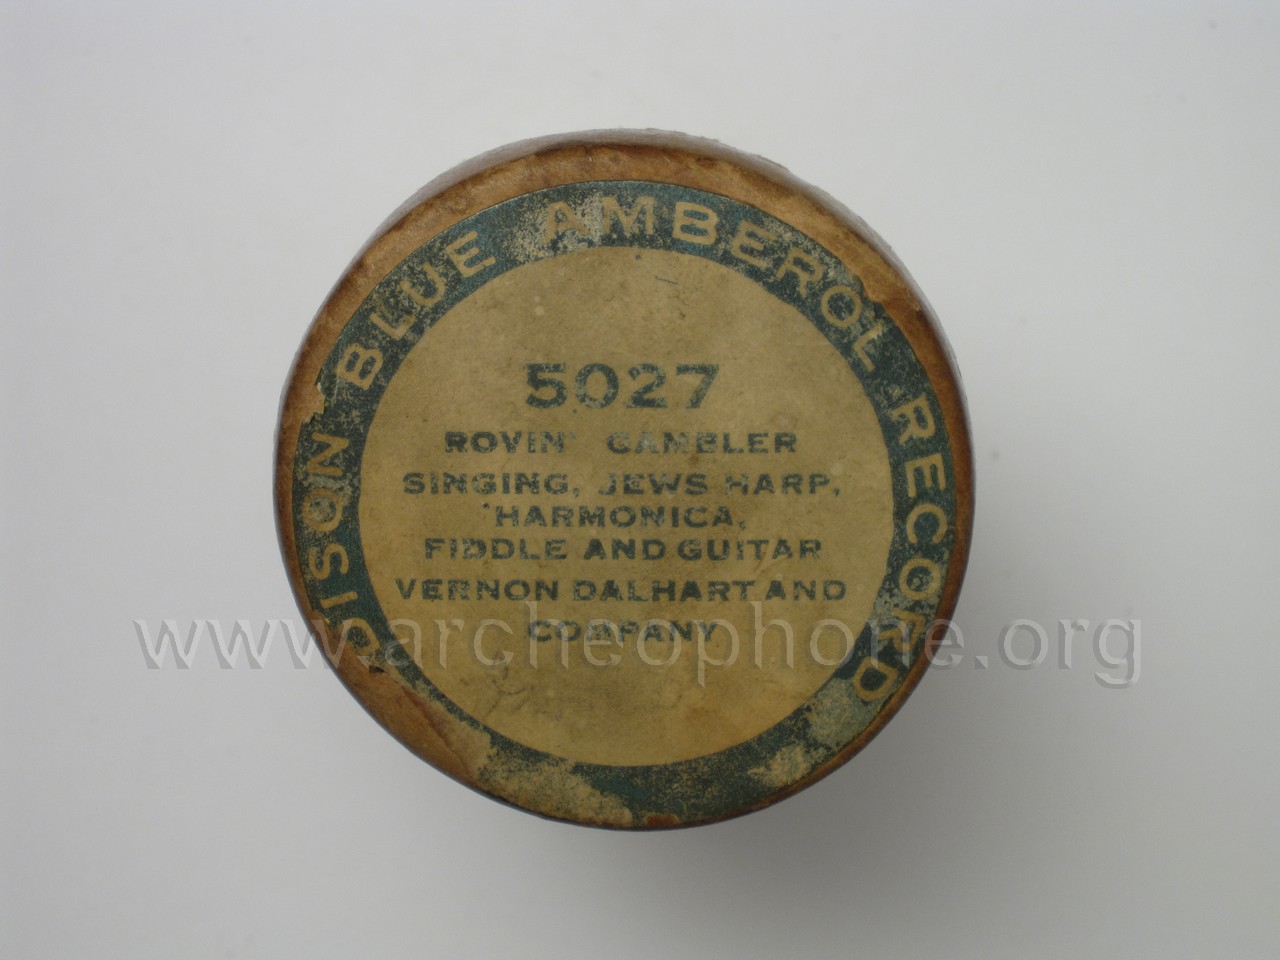 DISON BLUE AMBEROL RECORD
5027
ROVIN' GAMBLER
SINGING, JEWS HARP,
HARMONICA,
FIDDLE AND GUITAR
VERNON DALHART AND
COMPANY
www.archeophone.org